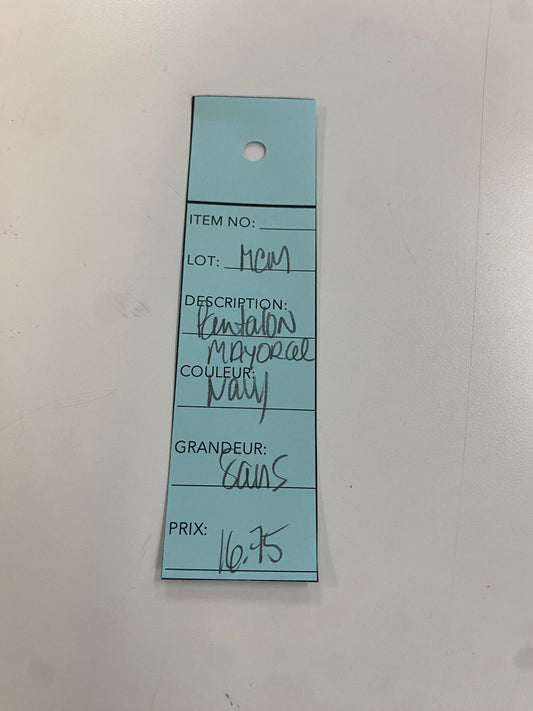 ITEM NO:
LOT: MCM
DESCRIPTION:
Pantalon
MAYORAL
COULEUR:
Navy
GRANDEUR:
8ans
PRIX:
16.75